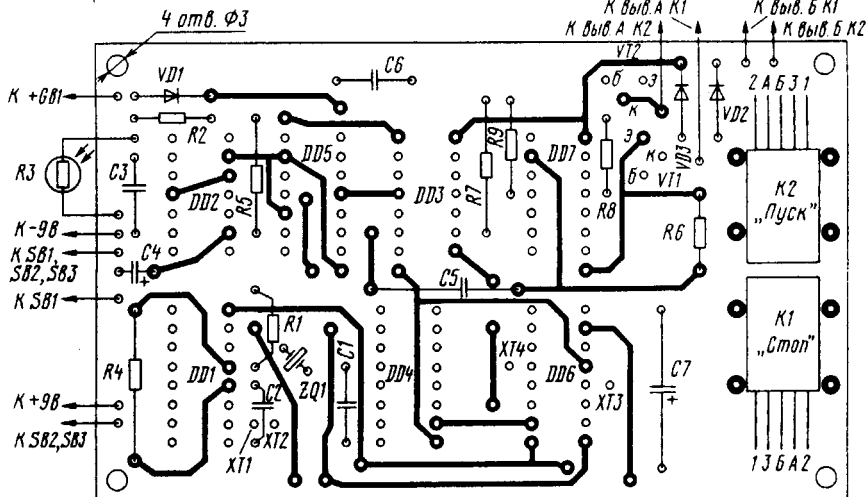 4 отв. Ф3
К выв. А К1
К выв. А К2
К выв. Б К1
К выв. Б К2
VT2
К +GB1
VD1
C6
б
э
к
VD3
VD2
2 А Б 3 1
R2
R3
C3
DD2
R5
DD5
DD3
R7
R9
DD7
э
к
б
VT1
R8
R6
К2
„Пуск"
К-9В
К SB1,
SB2, SB3
C4
+
C5
К SB1
R4
DD1
R1
ZQ1
C2
C1
XT1
XT2
DD4
XT4
DD6
XT3
C7
+
К1
„Стоп"
К+9В
К SB2, SB3
1 3 Б А 2